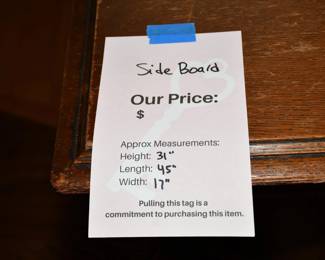 Side Board
Our Price:
$
Approx Measurements:
Height: 31"
Length: 45"
Width: 17"
Pulling this tag is a
commitment to purchasing this item.